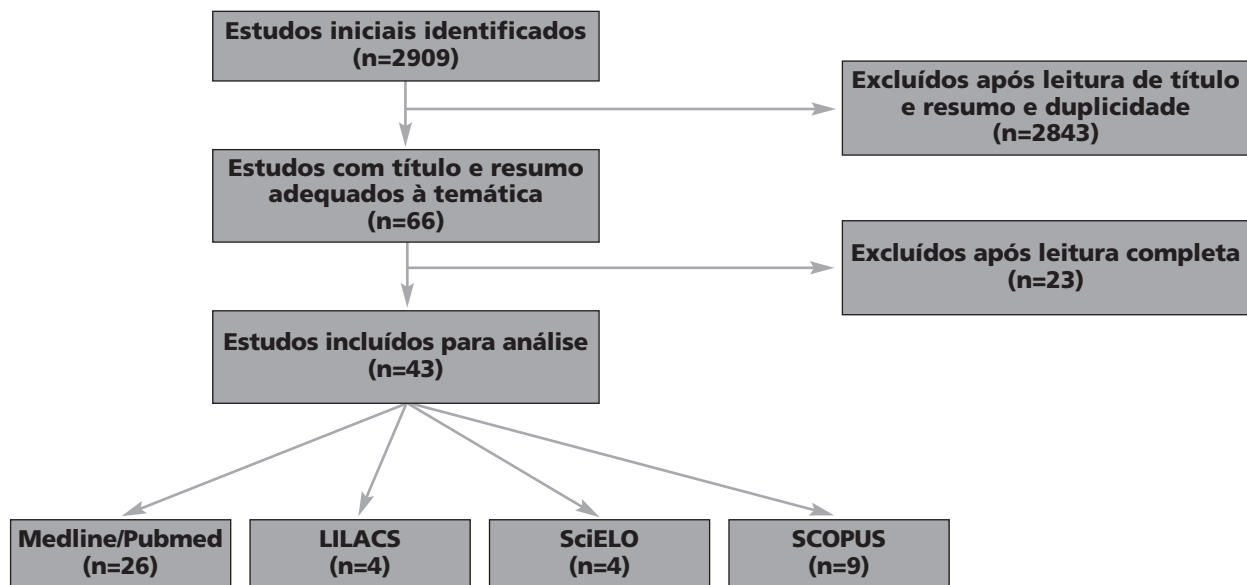 Estudos iniciais identificados
(n=2909)
Excluídos após leitura de título
e resumo e duplicidade
(n=2843)
Estudos com título e resumo
adequados à temática
(n=66)
Excluídos após leitura completa
(n=23)
Estudos incluídos para análise
(n=43)
Medline/Pubmed
(n=26)
LILACS
(n=4)
SciELO
(n=4)
SCOPUS
(n=9)